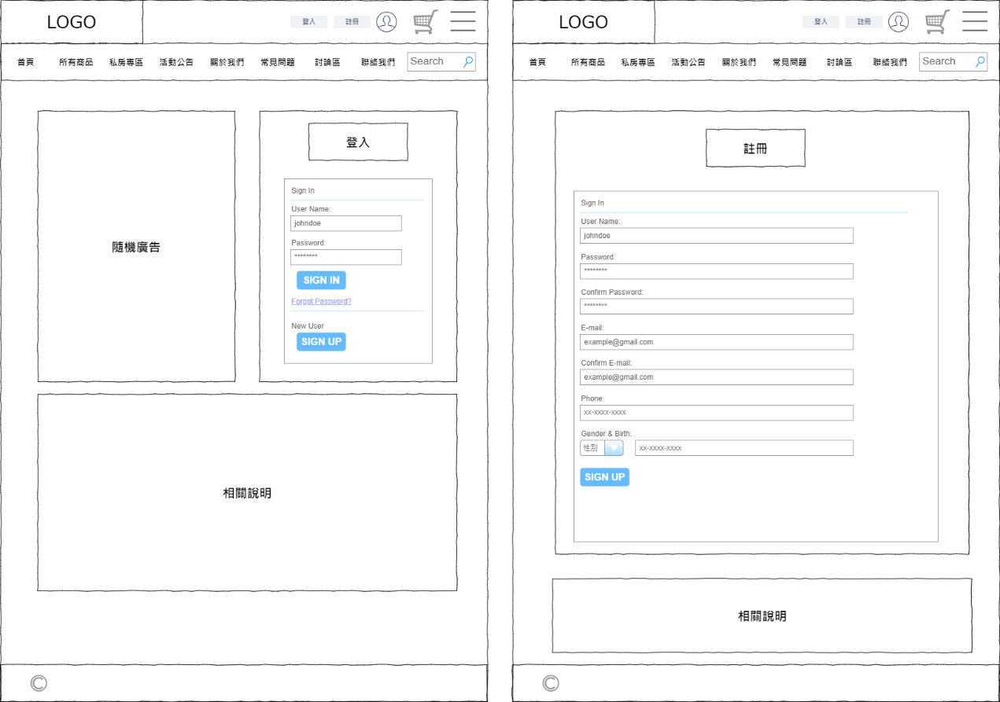 LOGO
登入 註冊
首頁 所有商品 私房專區 活動公告 關於我們 常見問題 討論區 聯絡我們 Search
隨機廣告
登入
Sign In
User Name:
johndoe
Password:
********
SIGN IN
Forgot Password?
New User
SIGN UP
相關說明
©
LOGO
登入 註冊
首頁 所有商品 私房專區 活動公告 關於我們 常見問題 討論區 聯絡我們 Search
註冊
Sign In
User Name:
johndoe
Password:
********
Confirm Password:
********
E-mail:
example@gmail.com
Confirm E-mail:
example@gmail.com
Phone:
xx-xxxx-xxxx
Gender & Birth:
性別 xx-xxxx-xxxx
SIGN UP
相關說明
©